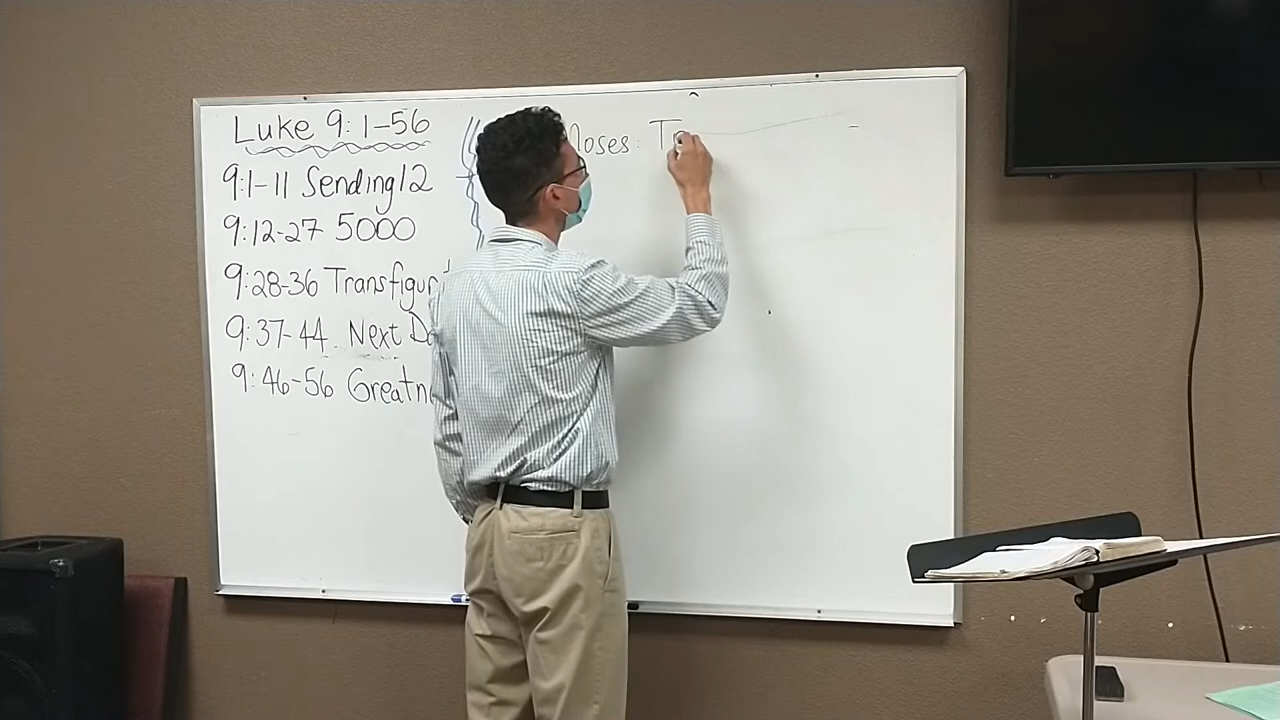 Luke 9:1-56
9:1-11 Sending 12
9:12-27 5000
9:28-36 Transfigur
9:37-44 Next Da
9:46-56 Greatn
Moses: